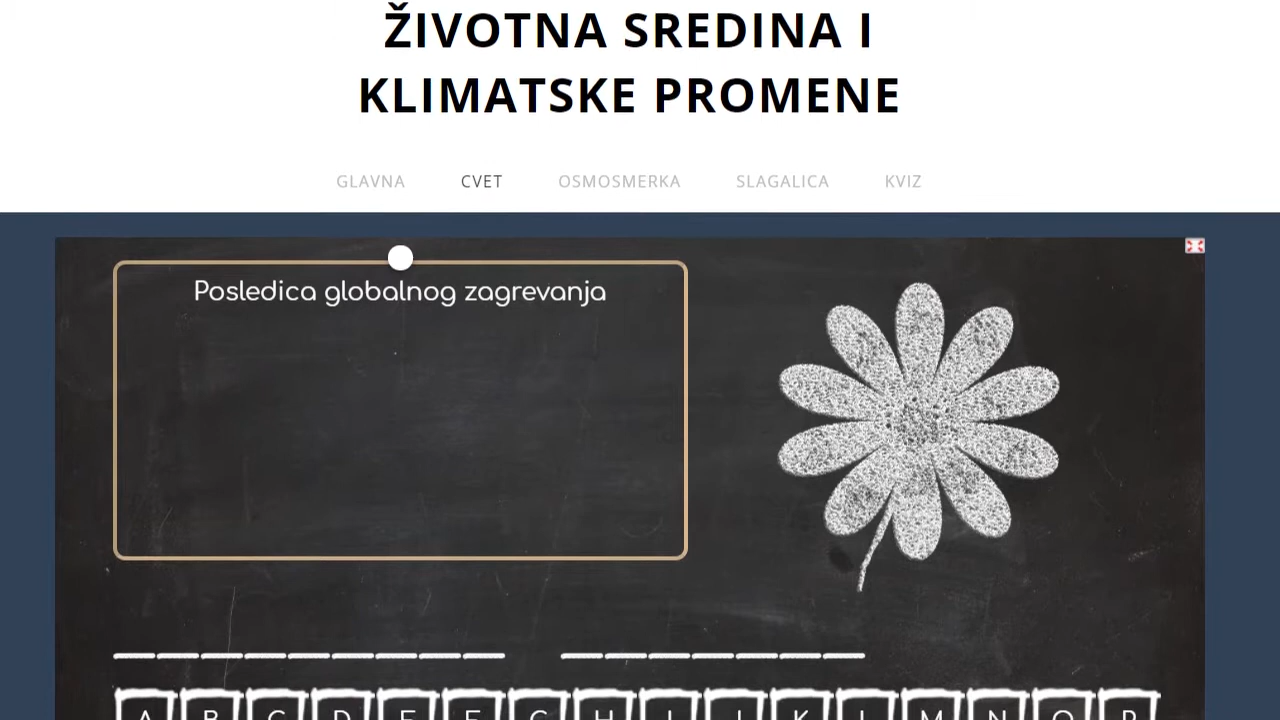 ŽIVOTNA SREDINA I
KLIMATSKE PROMENE
GLAVNA CVET OSMOSMERKA SLAGALICA KVIZ
Posledica globalnog zagrevanja
A B C D E F G H I J K L M N O P